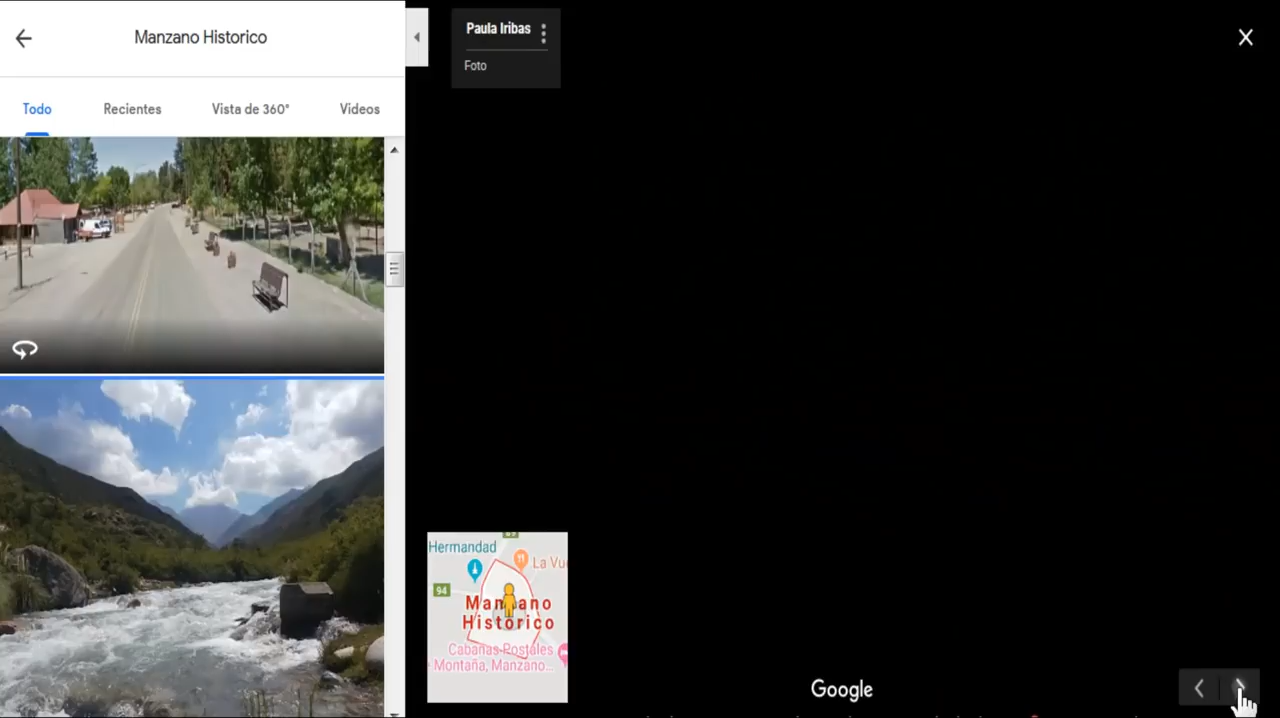 Manzano Historico
Todo
Recientes
Vista de 360°
Videos
Paula Iribas
Foto
Hermandad
La Vue
94
Manzano
Historico
Cabañas Postales
Montaña, Manzano...
Google